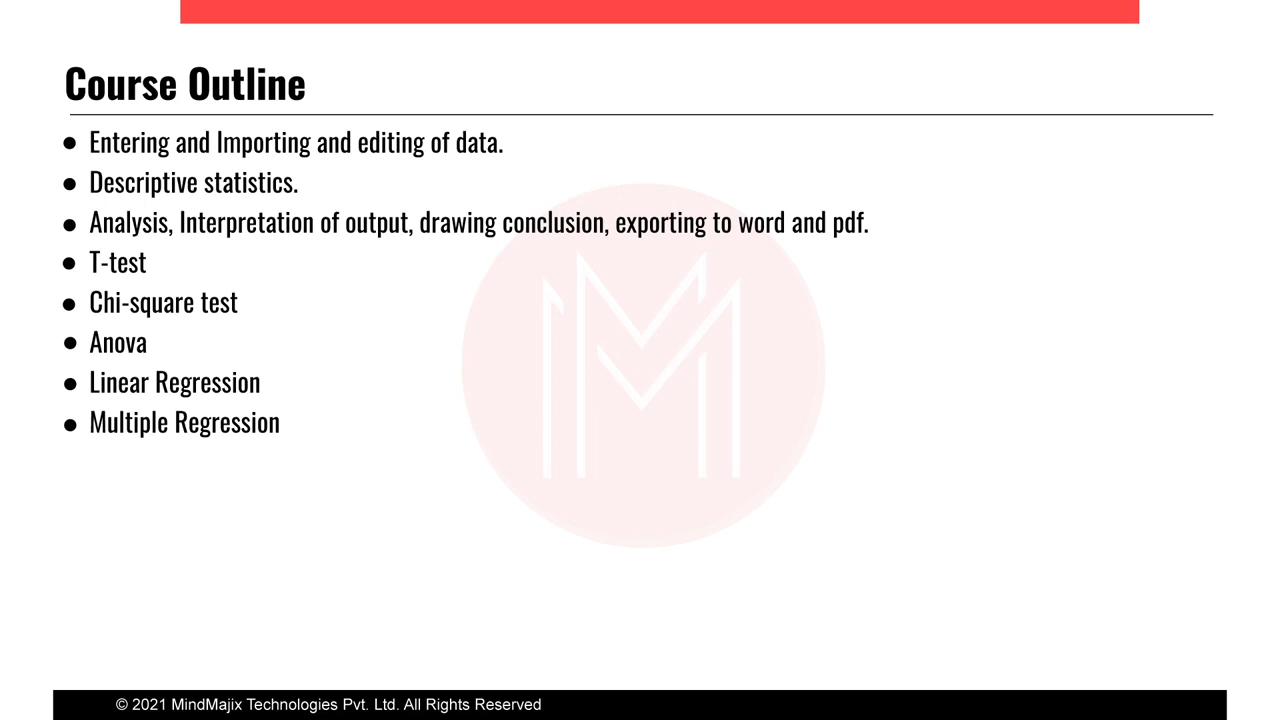 Course Outline
● Entering and Importing and editing of data.
● Descriptive statistics.
● Analysis, Interpretation of output, drawing conclusion, exporting to word and pdf.
● T-test
● Chi-square test
● Anova
● Linear Regression
● Multiple Regression
© 2021 MindMajix Technologies Pvt. Ltd. All Rights Reserved